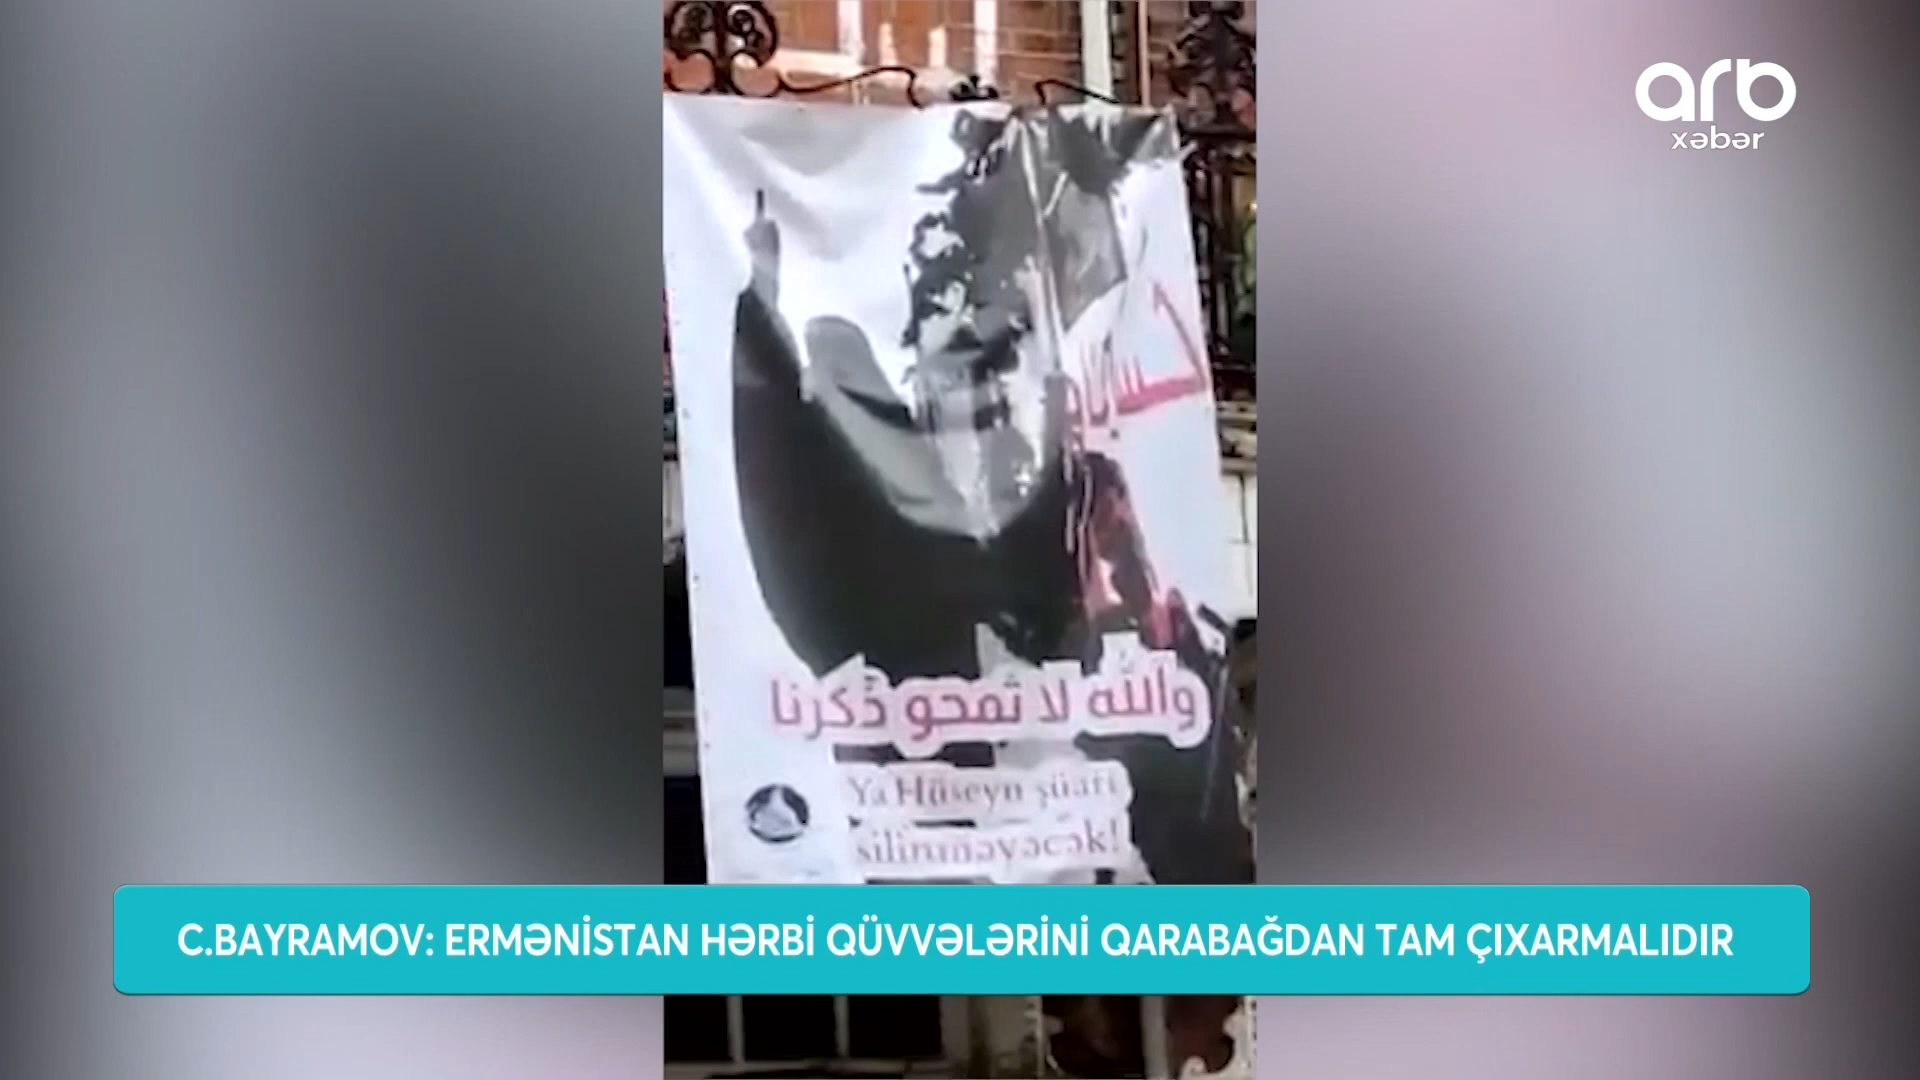 arb
xəbər
والله لا تمحو ذكرنا
Ya Hüseyn şüarı
silinməyəcək!
C.BAYRAMOV: ERMƏNİSTAN HƏRBİ QÜVVƏLƏRİNİ QARABAĞDAN TAM ÇIXARMALIDIR